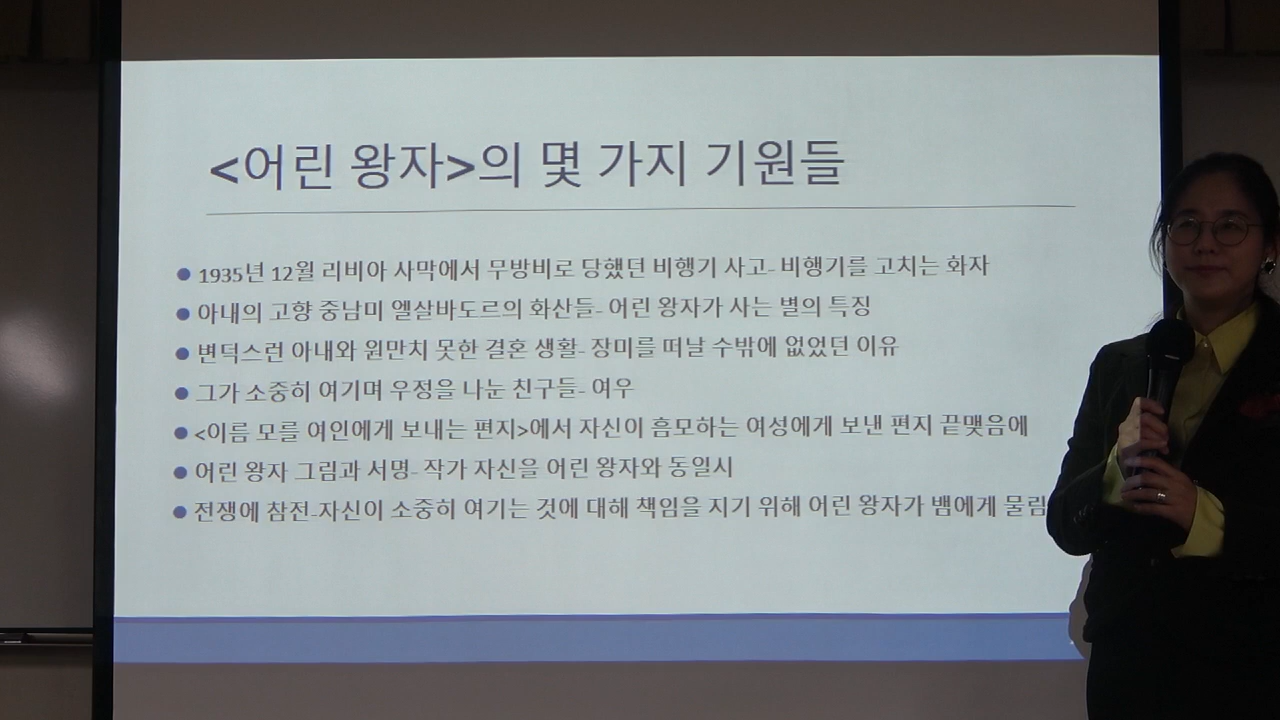 <어린 왕자>의 몇 가지 기원들
● 1935년 12월 리비아 사막에서 무방비로 당했던 비행기 사고- 비행기를 고치는 화자
● 아내의 고향 중남미 엘살바도르의 화산들- 어린 왕자가 사는 별의 특징
● 변덕스런 아내와 원만치 못한 결혼 생활- 장미를 떠날 수밖에 없었던 이유
● 그가 소중히 여기며 우정을 나눈 친구들- 여우
● <이름 모를 여인에게 보내는 편지>에서 자신이 흠모하는 여성에게 보낸 편지 끝맺음에
● 어린 왕자 그림과 서명- 작가 자신을 어린 왕자와 동일시
● 전쟁에 참전-자신이 소중히 여기는 것에 대해 책임을 지기 위해 어린 왕자가 뱀에게 물림